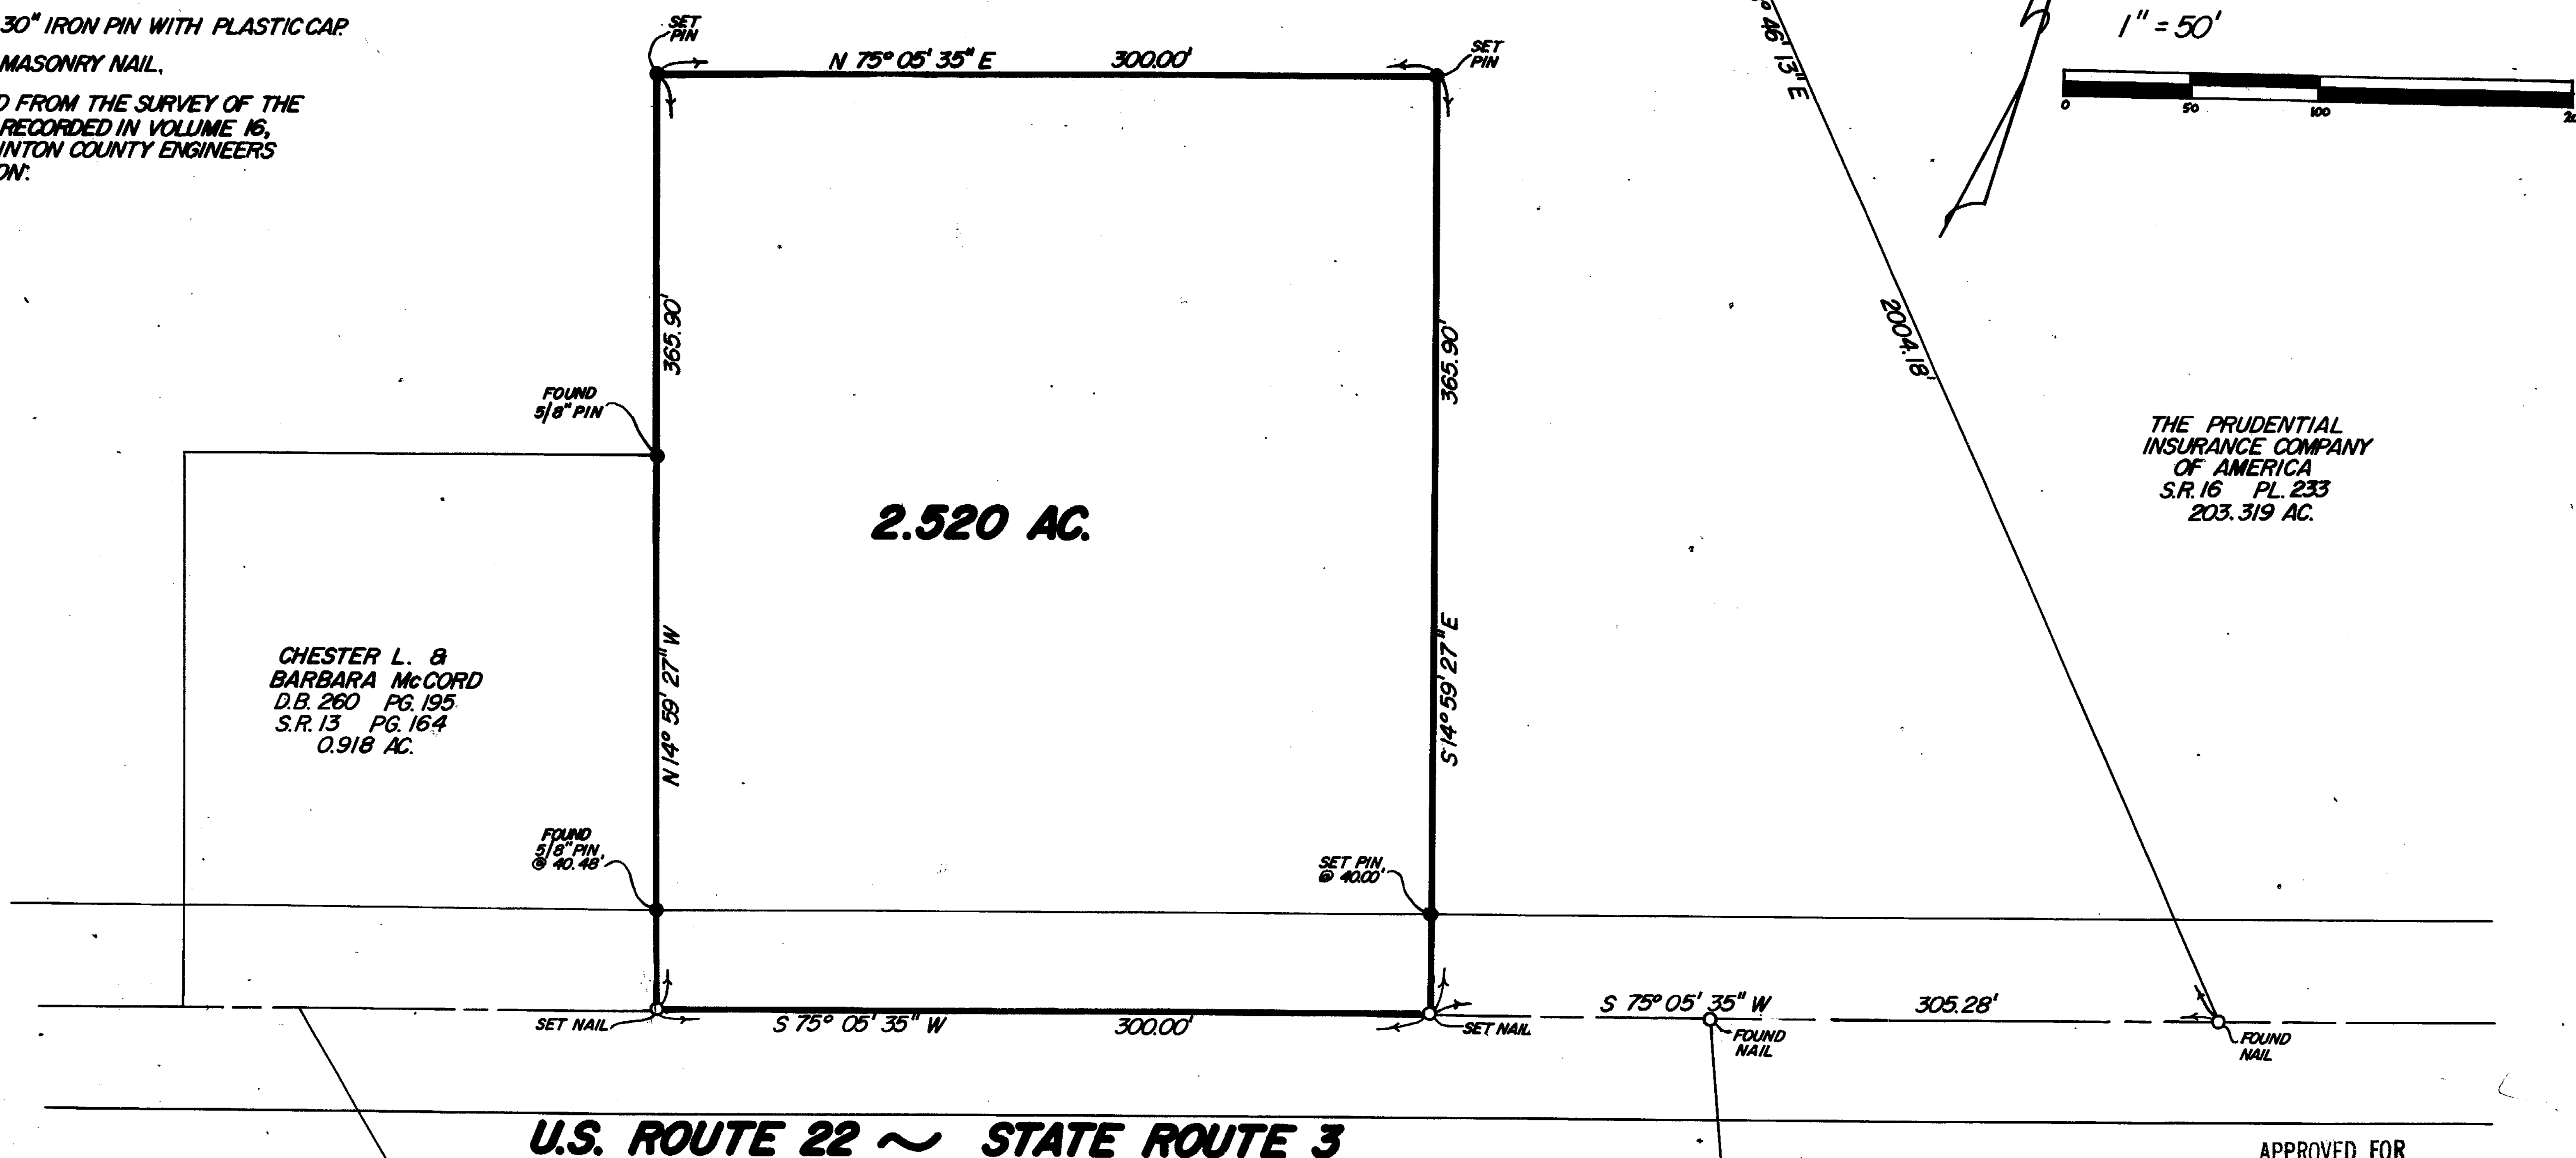 30" IRON PIN WITH PLASTIC CAP.
MASONRY NAIL.
FROM THE SURVEY OF THE
RECORDED IN VOLUME 16,
INTON COUNTY ENGINEERS
ON.
SET
PIN
N 75° 05' 35" E 300.00'
SET
PIN
46' 13" E
1" = 50'
0 50 100
365.90'
365.90'
2004.18'
FOUND
5/8" PIN
THE PRUDENTIAL
INSURANCE COMPANY
OF AMERICA
S.R. 16 PL. 233
203.319 AC.
2.520 AC.
CHESTER L. &
BARBARA McCORD
D.B. 260 PG. 195
S.R. 13 PG. 164
0.918 AC.
N 14° 59' 27" W
S 14° 59' 27" E
FOUND
5/8" PIN
@ 40.48'
SET PIN
@ 40.00'
SET NAIL
S 75° 05' 35" W 300.00'
SET NAIL
S 75° 05' 35" W 305.28'
FOUND
NAIL
FOUND
NAIL
U.S. ROUTE 22 ~ STATE ROUTE 3
APPROVED FOR